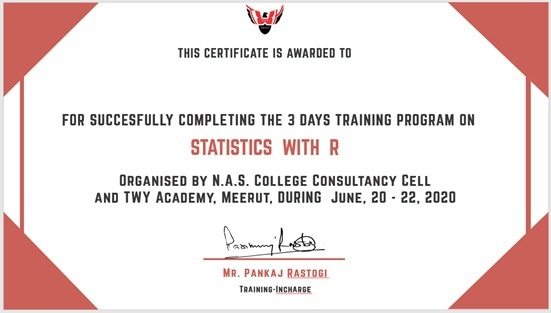 THIS CERTIFICATE IS AWARDED TO
FOR SUCCESFULLY COMPLETING THE 3 DAYS TRAINING PROGRAM ON
STATISTICS WITH R
ORGANISED BY N.A.S. COLLEGE CONSULTANCY CELL
AND TWY ACADEMY, MEERUT, DURING JUNE, 20 - 22, 2020
Pankaj Rastogi
MR. PANKAJ RASTOGI
TRAINING-INCHARGE